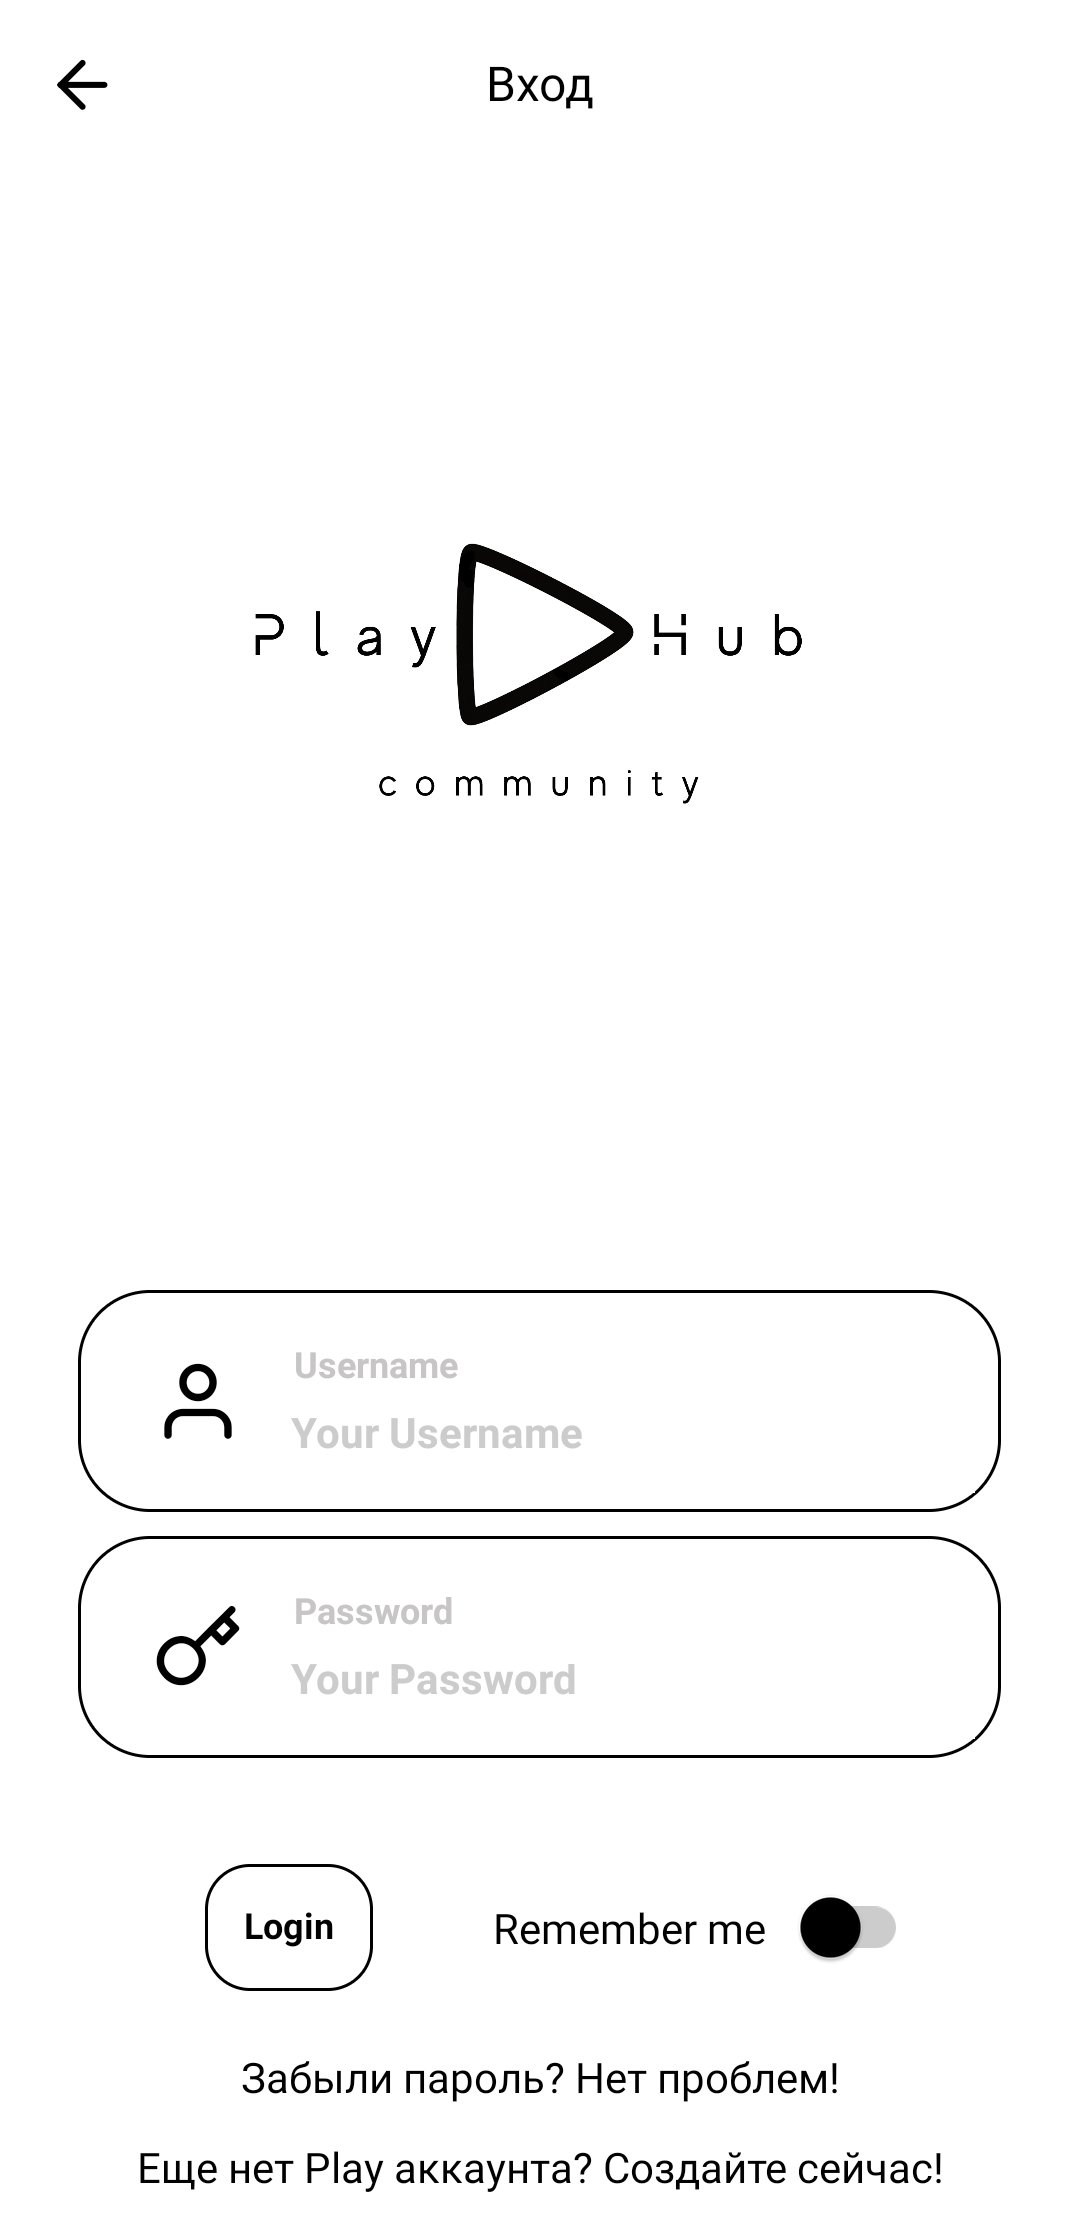 Вход
Play Hub
community
Username
Your Username
Password
Your Password
Login
Remember me
Забыли пароль? Нет проблем!
Еще нет Play аккаунта? Создайте сейчас!